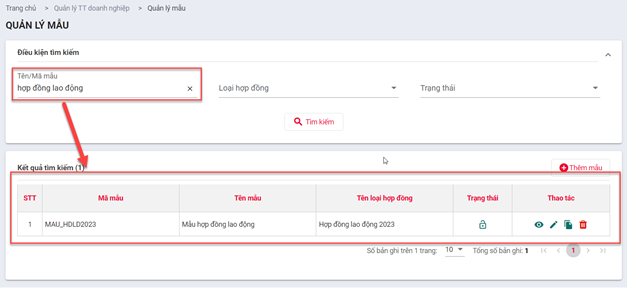 Trang chủ > Quản lý TT doanh nghiệp > Quản lý mẫu
QUẢN LÝ MẪU
Điều kiện tìm kiếm
Tên/Mã mẫu
hợp đồng lao động
Loại hợp đồng
Trạng thái
Tìm kiếm
Kết quả tìm kiếm (1)
Thêm mẫu
STT Mã mẫu Tên mẫu Tên loại hợp đồng Trạng thái Thao tác
1 MAU_HDLD2023 Mẫu hợp đồng lao động Hợp đồng lao động 2023
Số bản ghi trên 1 trang: 10 Tổng số bản ghi: 1 1